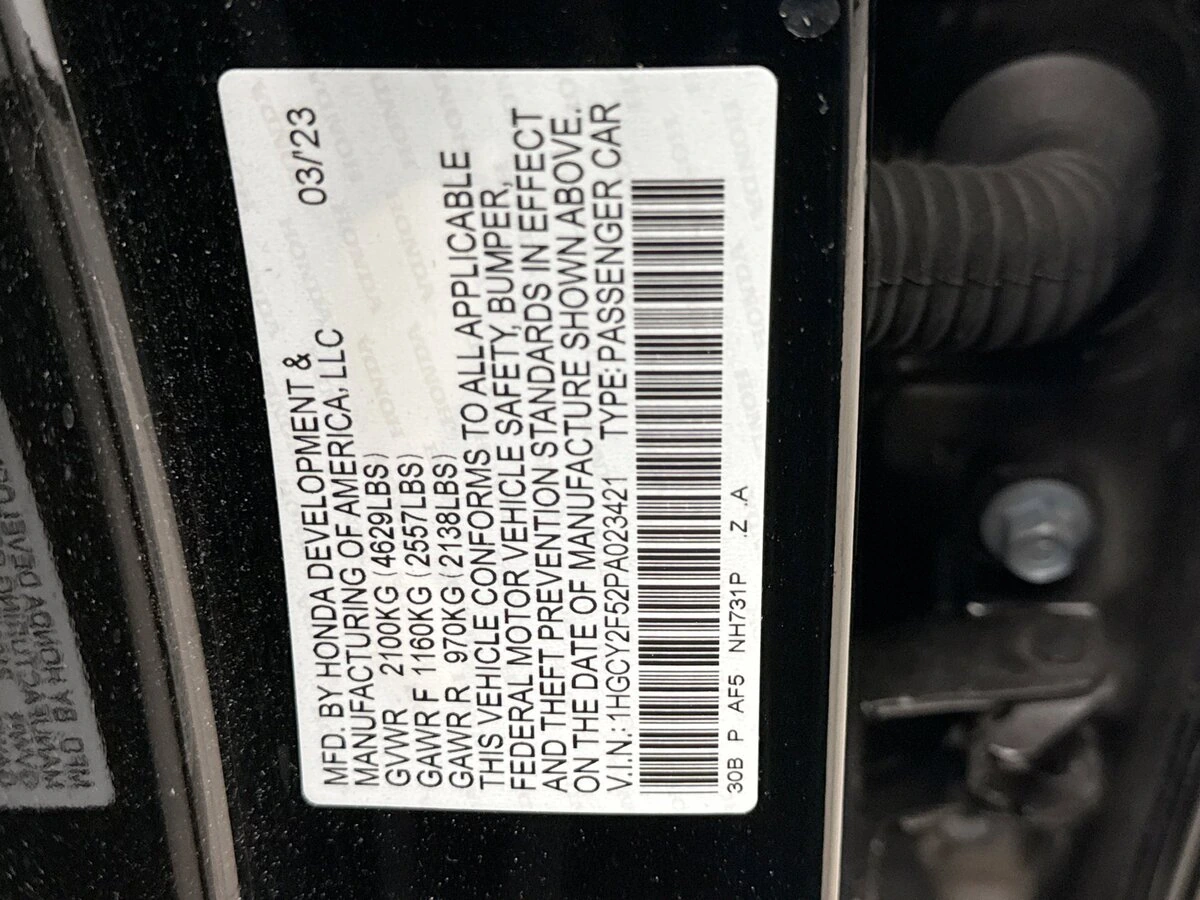 MFD. BY HONDA DEVELOPMENT & 03/'23
MANUFACTURING OF AMERICA, LLC
GVWR 2100KG (4629LBS)
GAWR F 1160KG (2557LBS)
GAWR R 970KG (2138LBS)
THIS VEHICLE CONFORMS TO ALL APPLICABLE
FEDERAL MOTOR VEHICLE SAFETY, BUMPER,
AND THEFT PREVENTION STANDARDS IN EFFECT
ON THE DATE OF MANUFACTURE SHOWN ABOVE.
V.I.N.: 1HGCY2F52PA023421 TYPE: PASSENGER CAR
30B P AF5 NH731P .Z .A